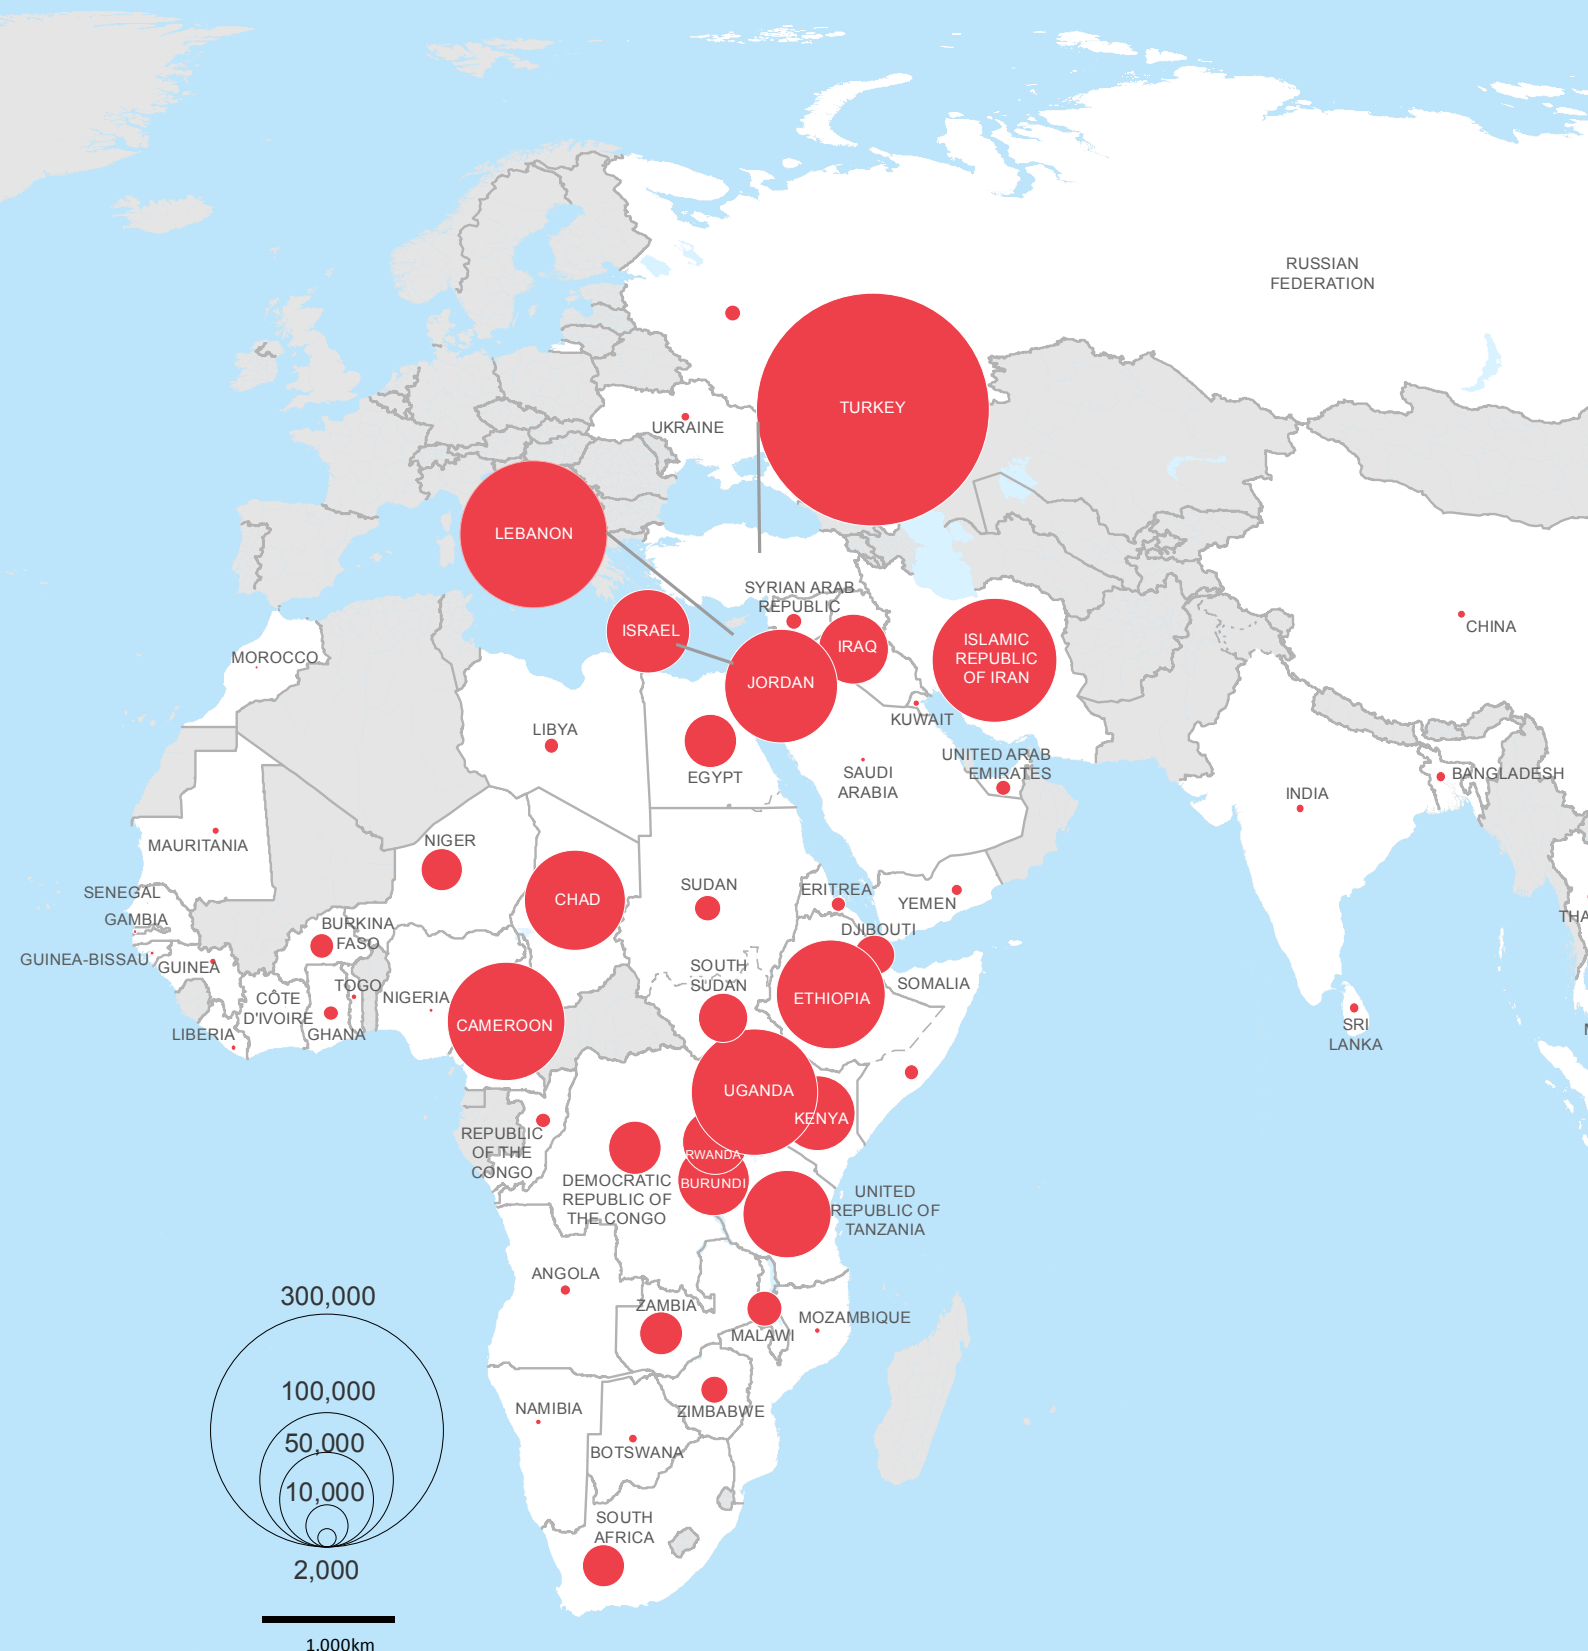 RUSSIAN
FEDERATION
TURKEY
UKRAINE
LEBANON
SYRIAN ARAB
REPUBLIC
ISRAEL
IRAQ
ISLAMIC
REPUBLIC
OF IRAN
CHINA
MOROCCO
JORDAN
KUWAIT
LIBYA
EGYPT
UNITED ARAB
EMIRATES
SAUDI
ARABIA
BANGLADESH
INDIA
MAURITANIA
NIGER
SENEGAL
CHAD
SUDAN
ERITREA
YEMEN
GAMBIA
BURKINA
FASO
DJIBOUTI
GUINEA-BISSAU
GUINEA
SOUTH
SUDAN
SOMALIA
TOGO
NIGERIA
CÔTE
D'IVOIRE
ETHIOPIA
LIBERIA
GHANA
CAMEROON
SRI
LANKA
UGANDA
KENYA
REPUBLIC
OF THE
CONGO
RWANDA
BURUNDI
DEMOCRATIC
REPUBLIC OF
THE CONGO
UNITED
REPUBLIC OF
TANZANIA
ANGOLA
ZAMBIA
MALAWI
MOZAMBIQUE
NAMIBIA
ZIMBABWE
BOTSWANA
SOUTH
AFRICA
300,000
100,000
50,000
10,000
2,000
1,000km
THA